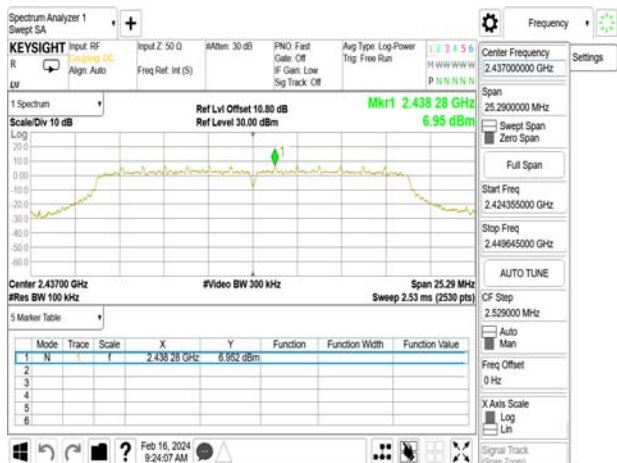 Spectrum Analyzer 1
Swept SA
Frequency
KEYSIGHT
R
LXI
Input: RF
Coupling: DC
Align: Auto
Input Z: 50 Ω
Freq Ref: Int (S)
#Atten: 30 dB
PNO: Fast
Gate: Off
IF Gain: Low
Sig Track: Off
Avg Type: Log-Power
Trig: Free Run
1 2 3 4 5 6
M W W W W W
P N N N N N
Center Frequency
2.437000000 GHz
Settings
Span
25.2900000 MHz
Swept Span
Zero Span
Full Span
Start Freq
2.424355000 GHz
Stop Freq
2.449645000 GHz
AUTO TUNE
CF Step
2.529000 MHz
Auto
Man
Freq Offset
0 Hz
X Axis Scale
Log
Lin
Signal Track
(Span Zoom)
1 Spectrum
Scale/Div 10 dB
Ref Lvl Offset 10.80 dB
Ref Level 30.00 dBm
Mkr1 2.438 28 GHz
6.95 dBm
Log
20.0
10.0
0.00
-10.0
-20.0
-30.0
-40.0
-50.0
-60.0
1
Center 2.43700 GHz
#Res BW 100 kHz
#Video BW 300 kHz
Span 25.29 MHz
Sweep 2.53 ms (2530 pts)
5 Marker Table
Mode Trace Scale X Y Function Function Width Function Value
1 N 1 f 2.438 28 GHz 6.952 dBm
2
3
4
5
6
?
Feb 16, 2024
9:24:07 AM